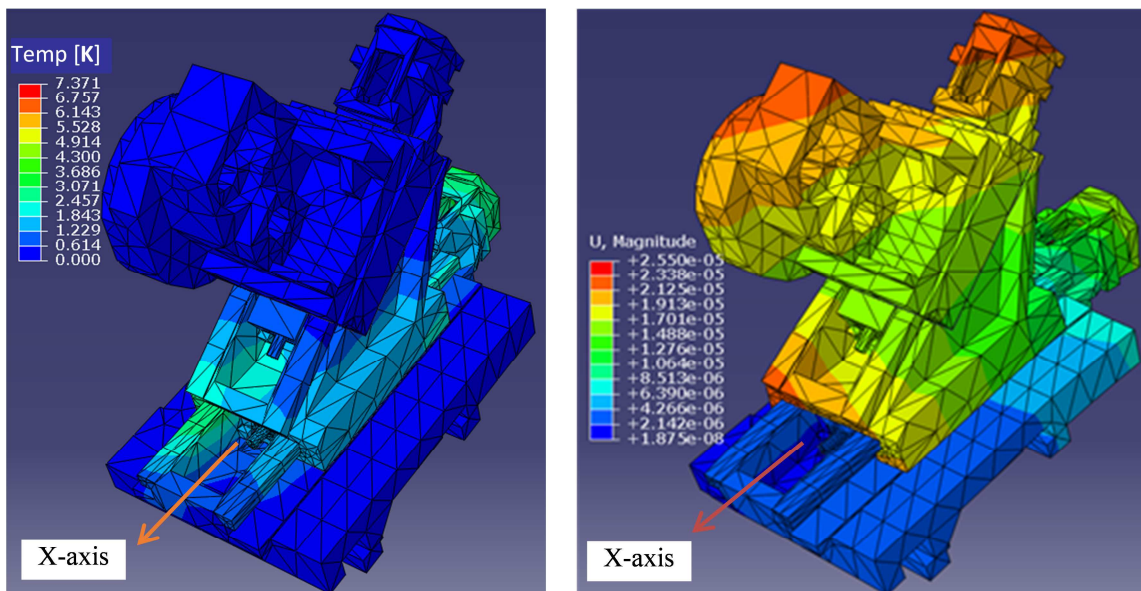 Temp [K]
7.371
6.757
6.143
5.528
4.914
4.300
3.686
3.071
2.457
1.843
1.229
0.614
0.000
X-axis
U, Magnitude
+2.550e-05
+2.338e-05
+2.125e-05
+1.913e-05
+1.701e-05
+1.488e-05
+1.276e-05
+1.064e-05
+8.513e-06
+6.390e-06
+4.266e-06
+2.142e-06
+1.875e-08
X-axis